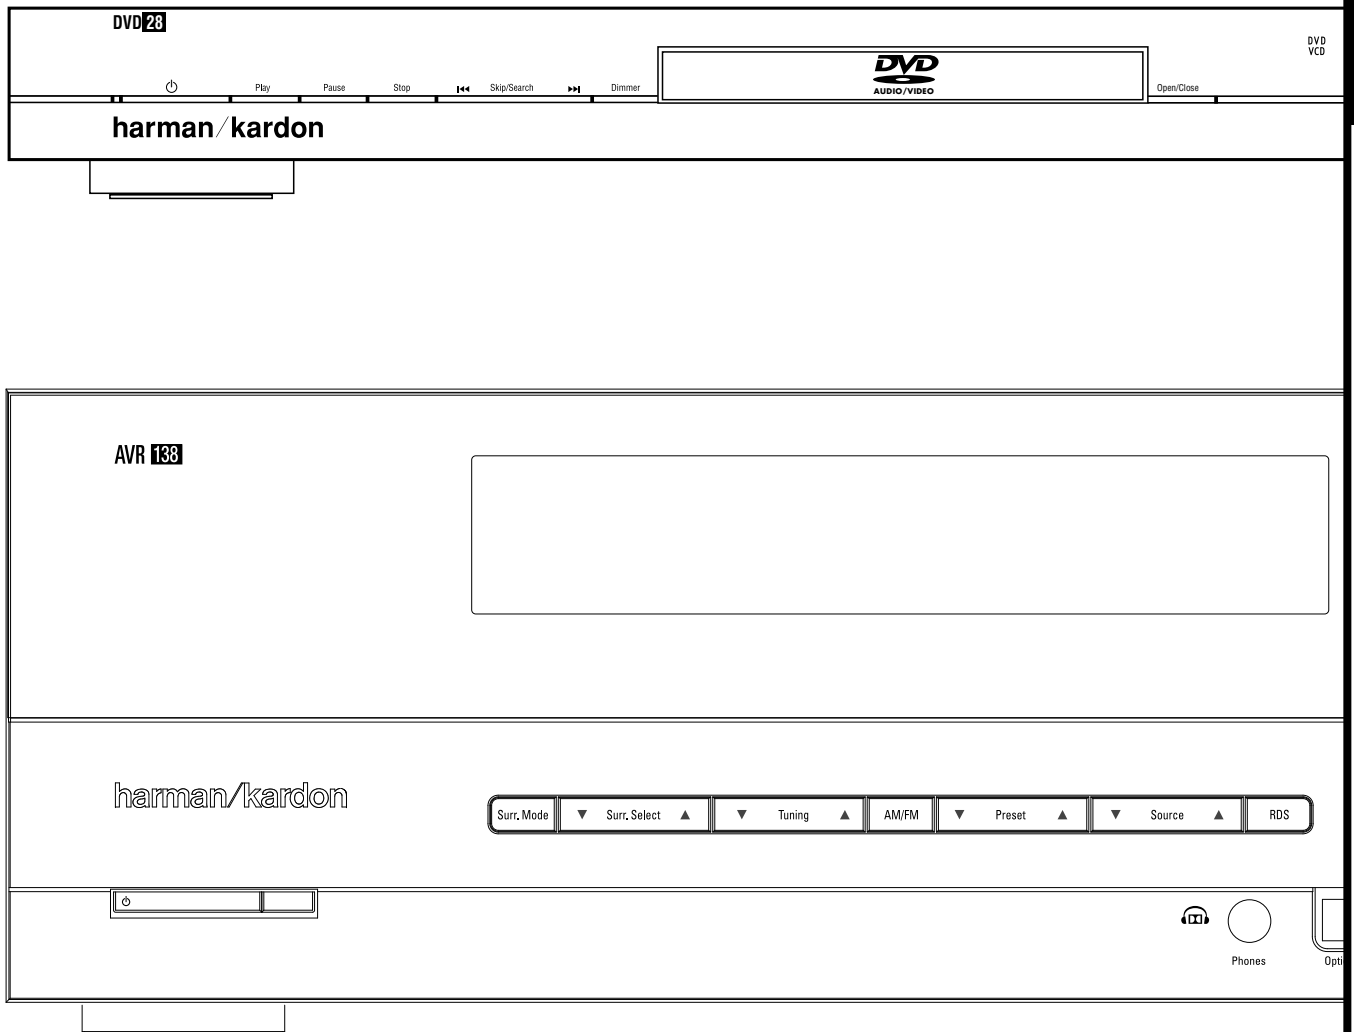 DVD 28
DVD
VCD
DVD
AUDIO/VIDEO
Play Pause Stop Skip/Search Dimmer Open/Close
harman/kardon
AVR 138
harman/kardon
Surr. Mode Surr. Select Tuning AM/FM Preset Source RDS
Phones Opti